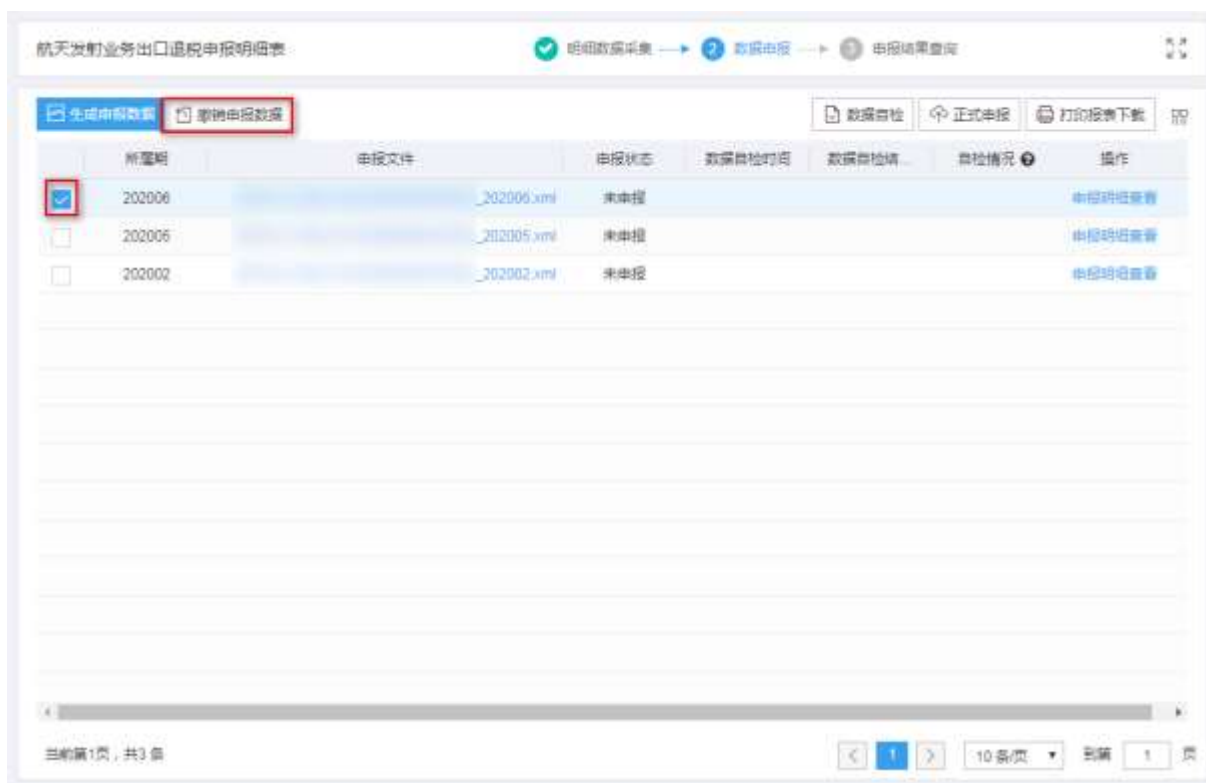 航天发射业务出口退税申报明细表 明细数据采集 2 数据申报 3 申报结果查询
生成申报数据 撤销申报数据 数据自检 正式申报 打印报表下载
所属期 申报文件 申报状态 数据自检时间 数据自检结... 自检情况 操作
202006 _202006.xml 未申报 申报明细查看
202005 _202005.xml 未申报 申报明细查看
202002 _202002.xml 未申报 申报明细查看
当前第1页，共3条 < 1 > 10 条/页 到第 1 页